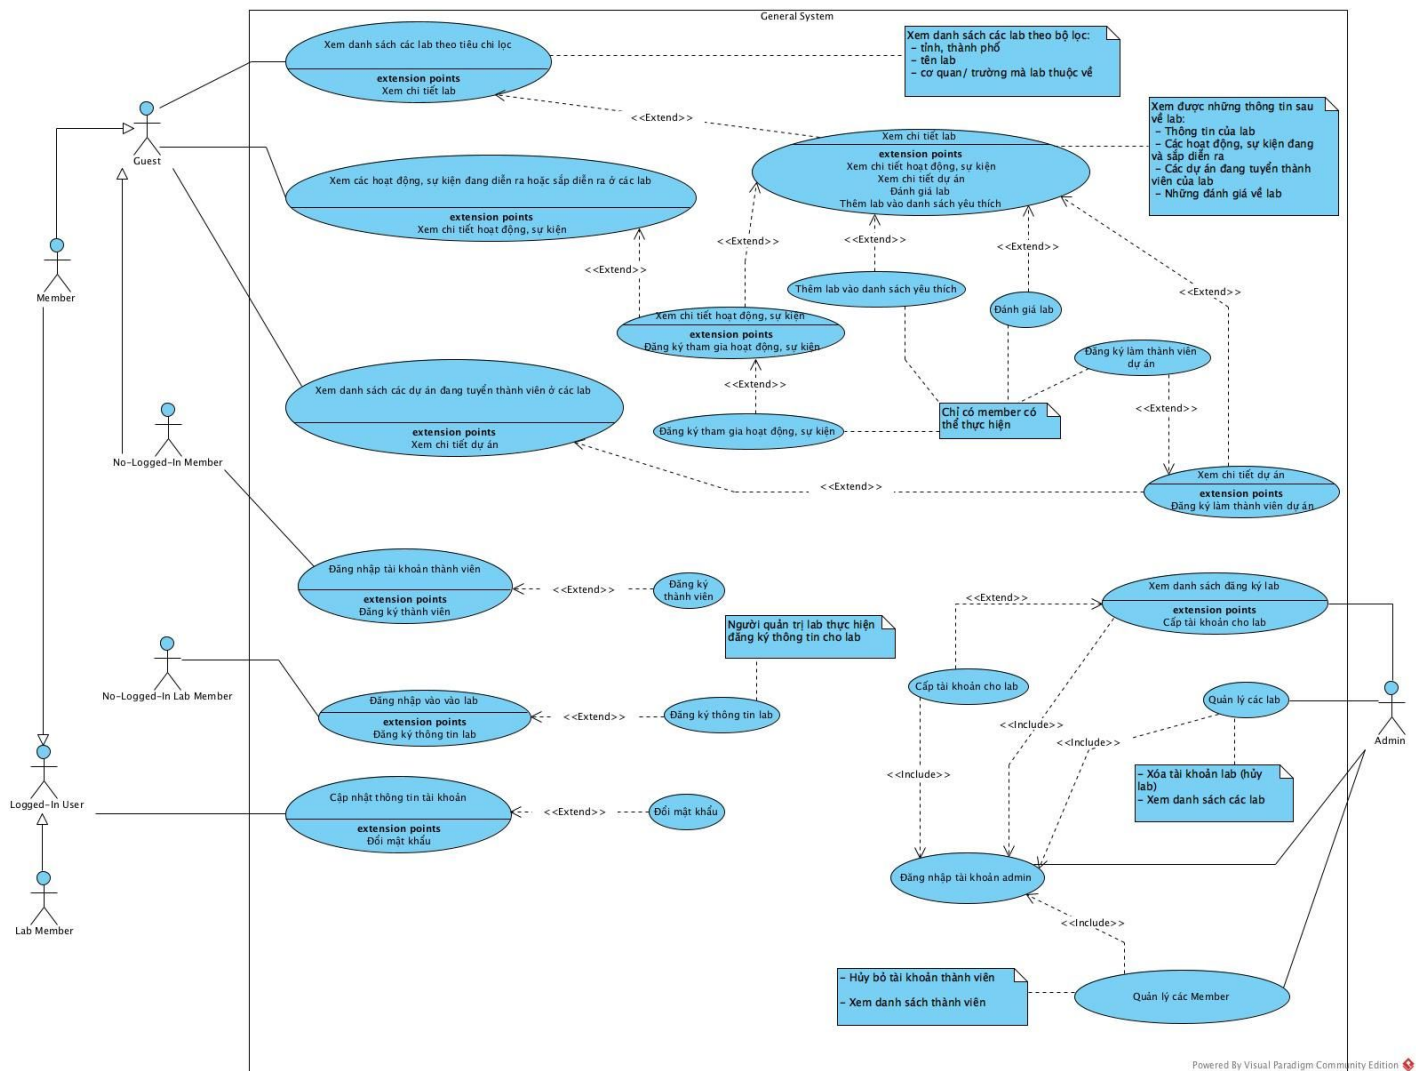 General System
Xem danh sách các lab theo tiêu chi lọc
extension points
Xem chi tiết lab
Xem danh sách các lab theo bộ lọc:
- tỉnh, thành phố
- tên lab
- cơ quan/ trường mà lab thuộc về
<<Extend>>
Xem chi tiết lab
extension points
Xem chi tiết hoạt động, sự kiện
Xem chi tiết dự án
Đánh giá lab
Thêm lab vào danh sách yêu thích
Xem được những thông tin sau
về lab:
- Thông tin của lab
- Các hoạt động, sự kiện đang
và sắp diễn ra
- Các dự án đang tuyển thành
viên của lab
- Những đánh giá về lab
Guest
Xem các hoạt động, sự kiện đang diễn ra hoặc sắp diễn ra ở các lab
extension points
Xem chi tiết hoạt động, sự kiện
<<Extend>>
<<Extend>>
<<Extend>>
<<Extend>>
<<Extend>>
Member
Thêm lab vào danh sách yêu thích
Đánh giá lab
Xem chi tiết hoạt động, sự kiện
extension points
Đăng ký tham gia hoạt động, sự kiện
Đăng ký làm thành viên
dự án
<<Extend>>
<<Extend>>
Xem danh sách các dự án đang tuyển thành viên ở các lab
extension points
Xem chi tiết dự án
Chỉ có member có
thể thực hiện
Đăng ký tham gia hoạt động, sự kiện
No-Logged-In Member
<<Extend>>
Xem chi tiết dự án
extension points
Đăng ký làm thành viên dự án
Đăng nhập tài khoản thành viên
extension points
Đăng ký thành viên
<<Extend>>
Đăng ký
thành viên
Xem danh sách đăng ký lab
extension points
Cấp tài khoản cho lab
<<Extend>>
Người quản trị lab thực hiện
đăng ký thông tin cho lab
No-Logged-In Lab Member
Đăng nhập vào vào lab
extension points
Đăng ký thông tin lab
<<Extend>>
Đăng ký thông tin lab
Cấp tài khoản cho lab
Quản lý các lab
<<Include>>
<<Include>>
<<Include>>
Admin
- Xóa tài khoản lab (hủy
lab)
- Xem danh sách các lab
Logged-In User
Cập nhật thông tin tài khoản
extension points
Đổi mật khẩu
<<Extend>>
Đổi mật khẩu
Đăng nhập tài khoản admin
Lab Member
<<Include>>
- Hủy bỏ tài khoản thành viên
- Xem danh sách thành viên
Quản lý các Member
Powered By Visual Paradigm Community Edition